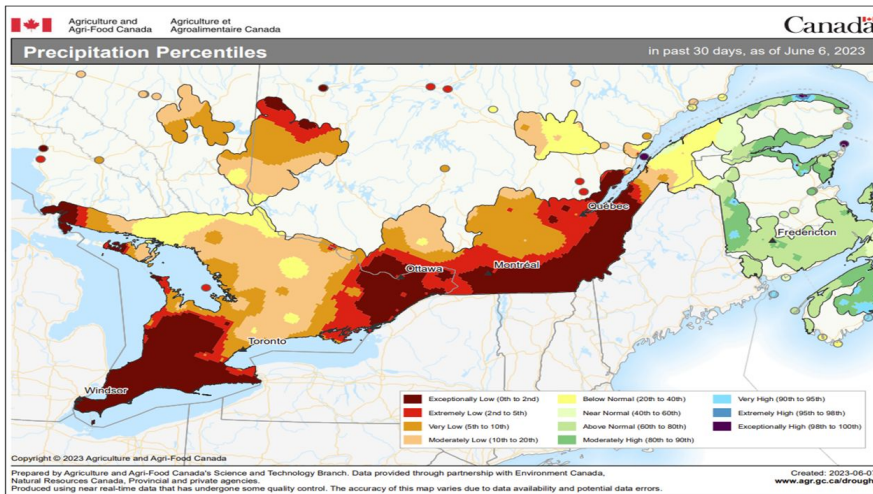 Agriculture and Agri-Food Canada
Agriculture et Agroalimentaire Canada
Canada
Precipitation Percentiles
in past 30 days, as of June 6, 2023
Québec
Fredericton
Ottawa
Montréal
Toronto
Windsor
Exceptionally Low (0th to 2nd)
Extremely Low (2nd to 5th)
Very Low (5th to 10th)
Moderately Low (10th to 20th)
Below Normal (20th to 40th)
Near Normal (40th to 60th)
Above Normal (60th to 80th)
Moderately High (80th to 90th)
Very High (90th to 95th)
Extremely High (95th to 98th)
Exceptionally High (98th to 100th)
Copyright © 2023 Agriculture and Agri-Food Canada
Prepared by Agriculture and Agri-Food Canada's Science and Technology Branch. Data provided through partnership with Environment Canada,
Natural Resources Canada, Provincial and private agencies.
Produced using near real-time data that has undergone some quality control. The accuracy of this map varies due to data availability and potential data errors.
Created: 2023-06-07
www.agr.gc.ca/drough